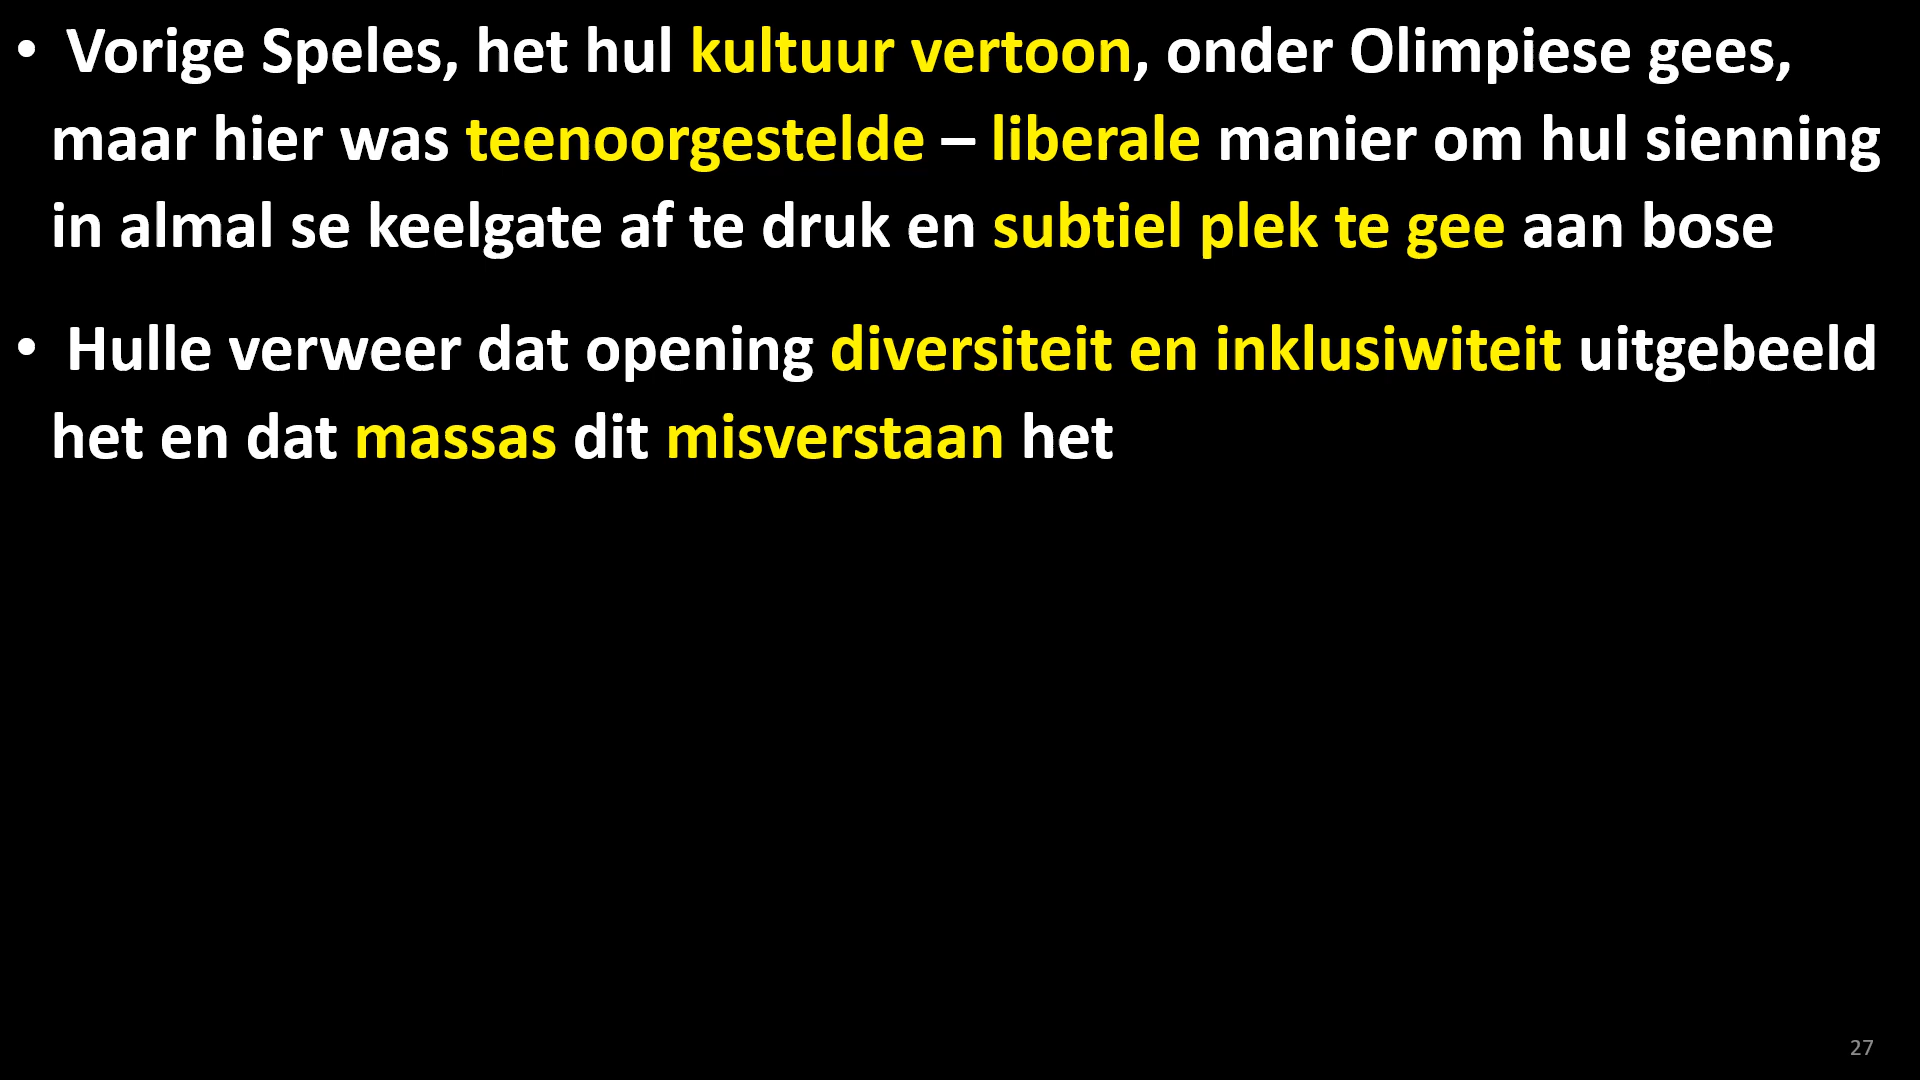 • Vorige Speles, het hul kultuur vertoon, onder Olimpiese gees,
maar hier was teenoorgestelde – liberale manier om hul sienning
in almal se keelgate af te druk en subtiel plek te gee aan bose
• Hulle verweer dat opening diversiteit en inklusiwiteit uitgebeeld
het en dat massas dit misverstaan het
27